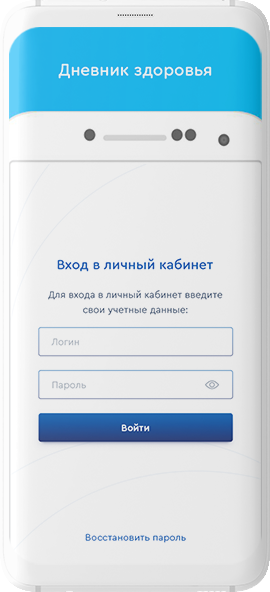 Дневник здоровья
Вход в личный кабинет
Для входа в личный кабинет введите
свои учетные данные:
Логин
Пароль
Войти
Восстановить пароль